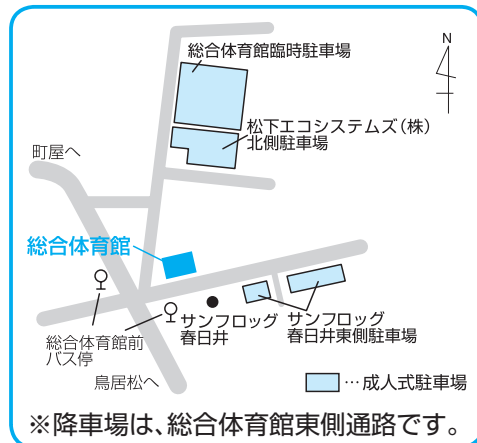 N
総合体育館臨時駐車場
松下エコシステムズ(株)
北側駐車場
町屋へ
総合体育館
サンフロッグ
春日井
サンフロッグ
春日井東側駐車場
総合体育館前
バス停
鳥居松へ
…成人式駐車場
※降車場は、総合体育館東側通路です。